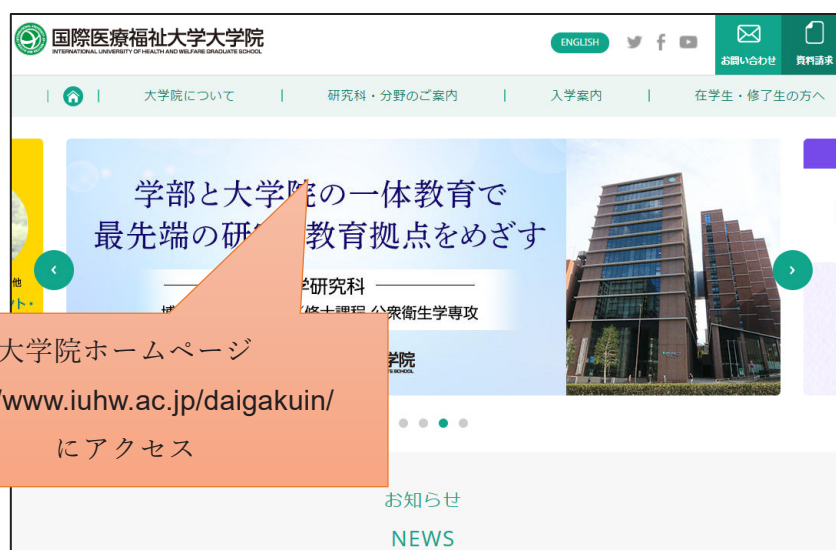 国際医療福祉大学大学院
INTERNATIONAL UNIVERSITY OF HEALTH AND WELFARE GRADUATE SCHOOL
ENGLISH
お問い合わせ
資料請求
大学院について
研究科・分野のご案内
入学案内
在学生・修了生の方へ
学部と大学院の一体教育で
最先端の研 教育拠点をめざす
学研究科
修士課程 公衆衛生学専攻
学院
他
ント・
大学院ホームページ
/www.iuhw.ac.jp/daigakuin/
にアクセス
お知らせ
NEWS